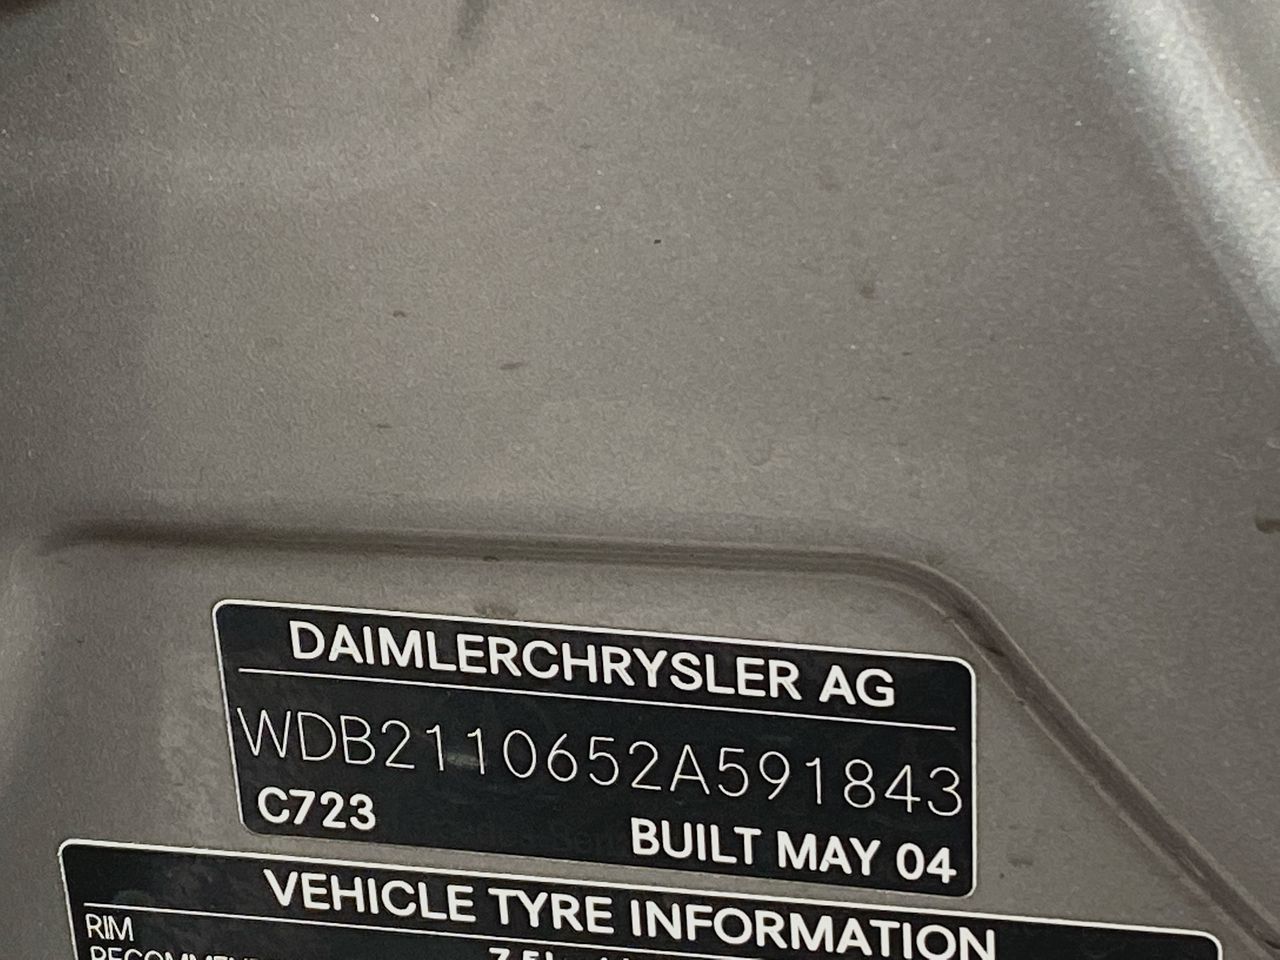 DAIMLERCHRYSLER AG
WDB2110652A591843
C723
BUILT MAY 04
VEHICLE TYRE INFORMATION
RIM